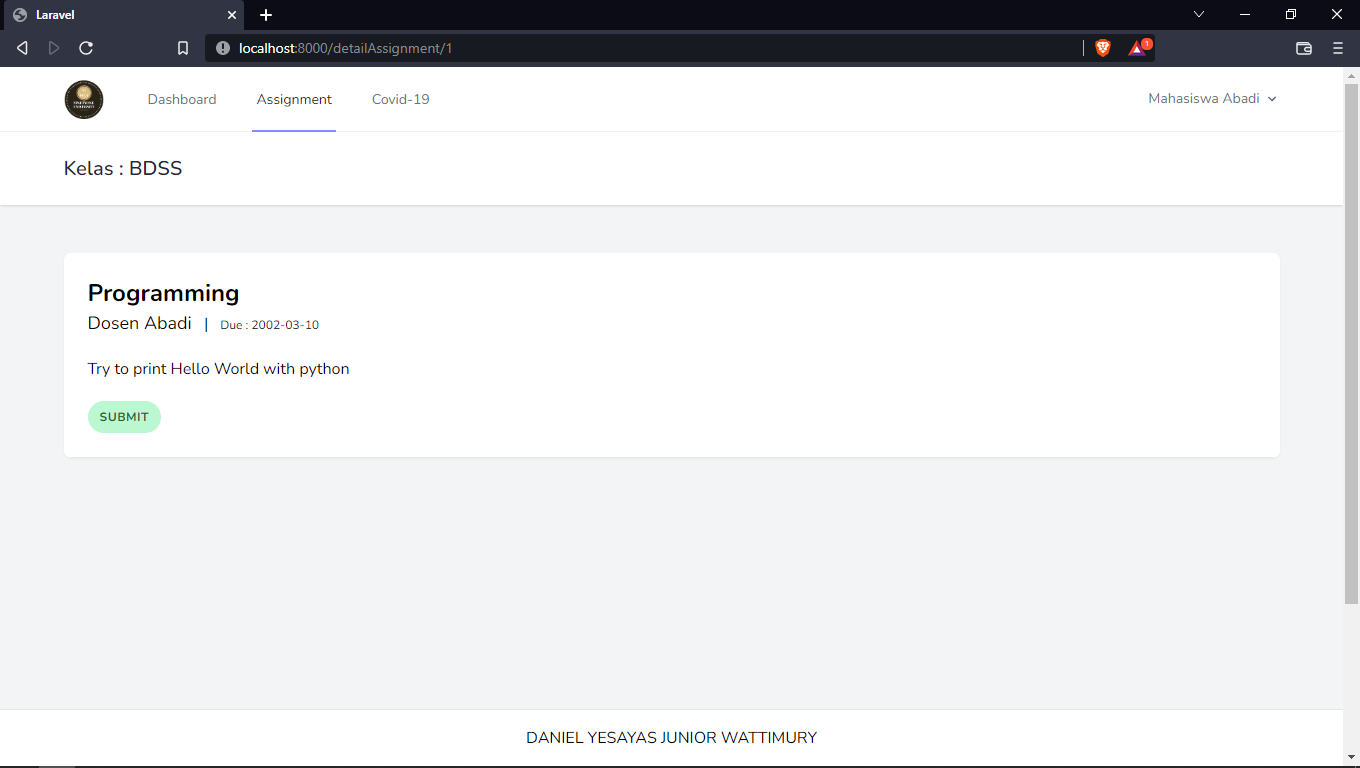 Laravel
localhost:8000/detailAssignment/1
1
Dashboard Assignment Covid-19 Mahasiswa Abadi
Kelas : BDSS
Programming
Dosen Abadi | Due : 2002-03-10
Try to print Hello World with python
SUBMIT
DANIEL YESAYAS JUNIOR WATTIMURY